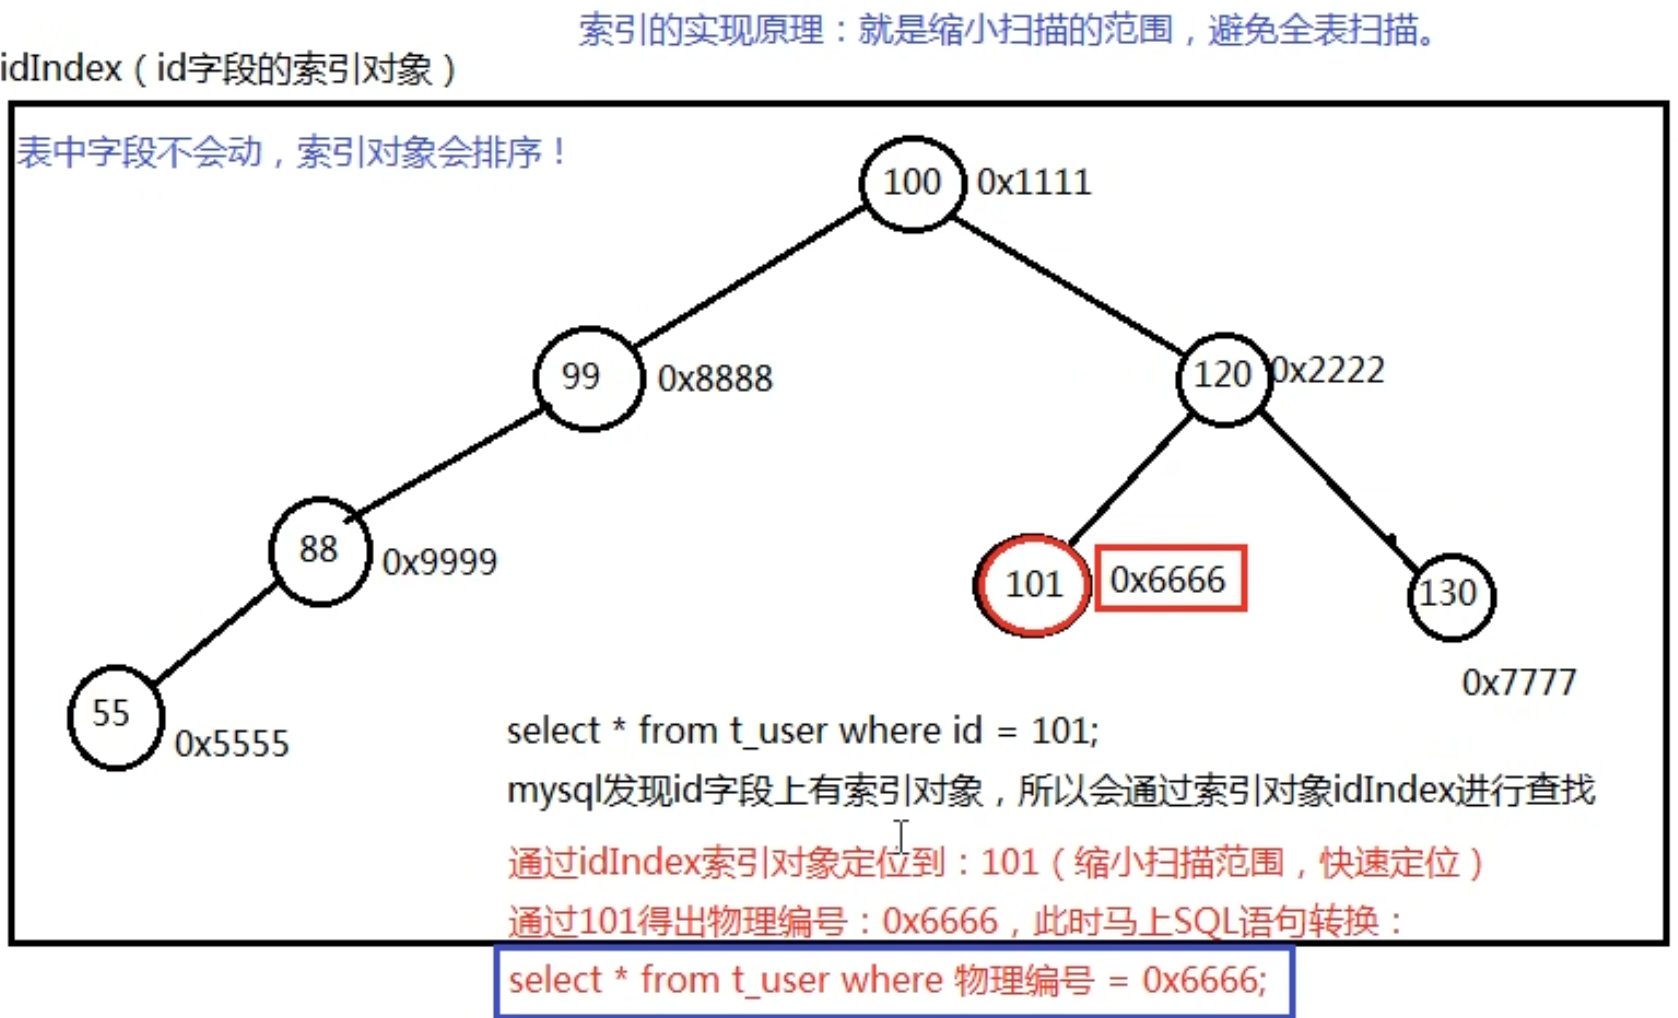 索引的实现原理：就是缩小扫描的范围，避免全表扫描。
idIndex（id字段的索引对象）
表中字段不会动，索引对象会排序！
100 0x1111
99 0x8888
120 0x2222
88 0x9999
101 0x6666
130
0x7777
55 0x5555
select * from t_user where id = 101;
mysql发现id字段上有索引对象，所以会通过索引对象idIndex进行查找
通过idIndex索引对象定位到：101（缩小扫描范围，快速定位）
通过101得出物理编号：0x6666，此时马上SQL语句转换：
select * from t_user where 物理编号 = 0x6666;